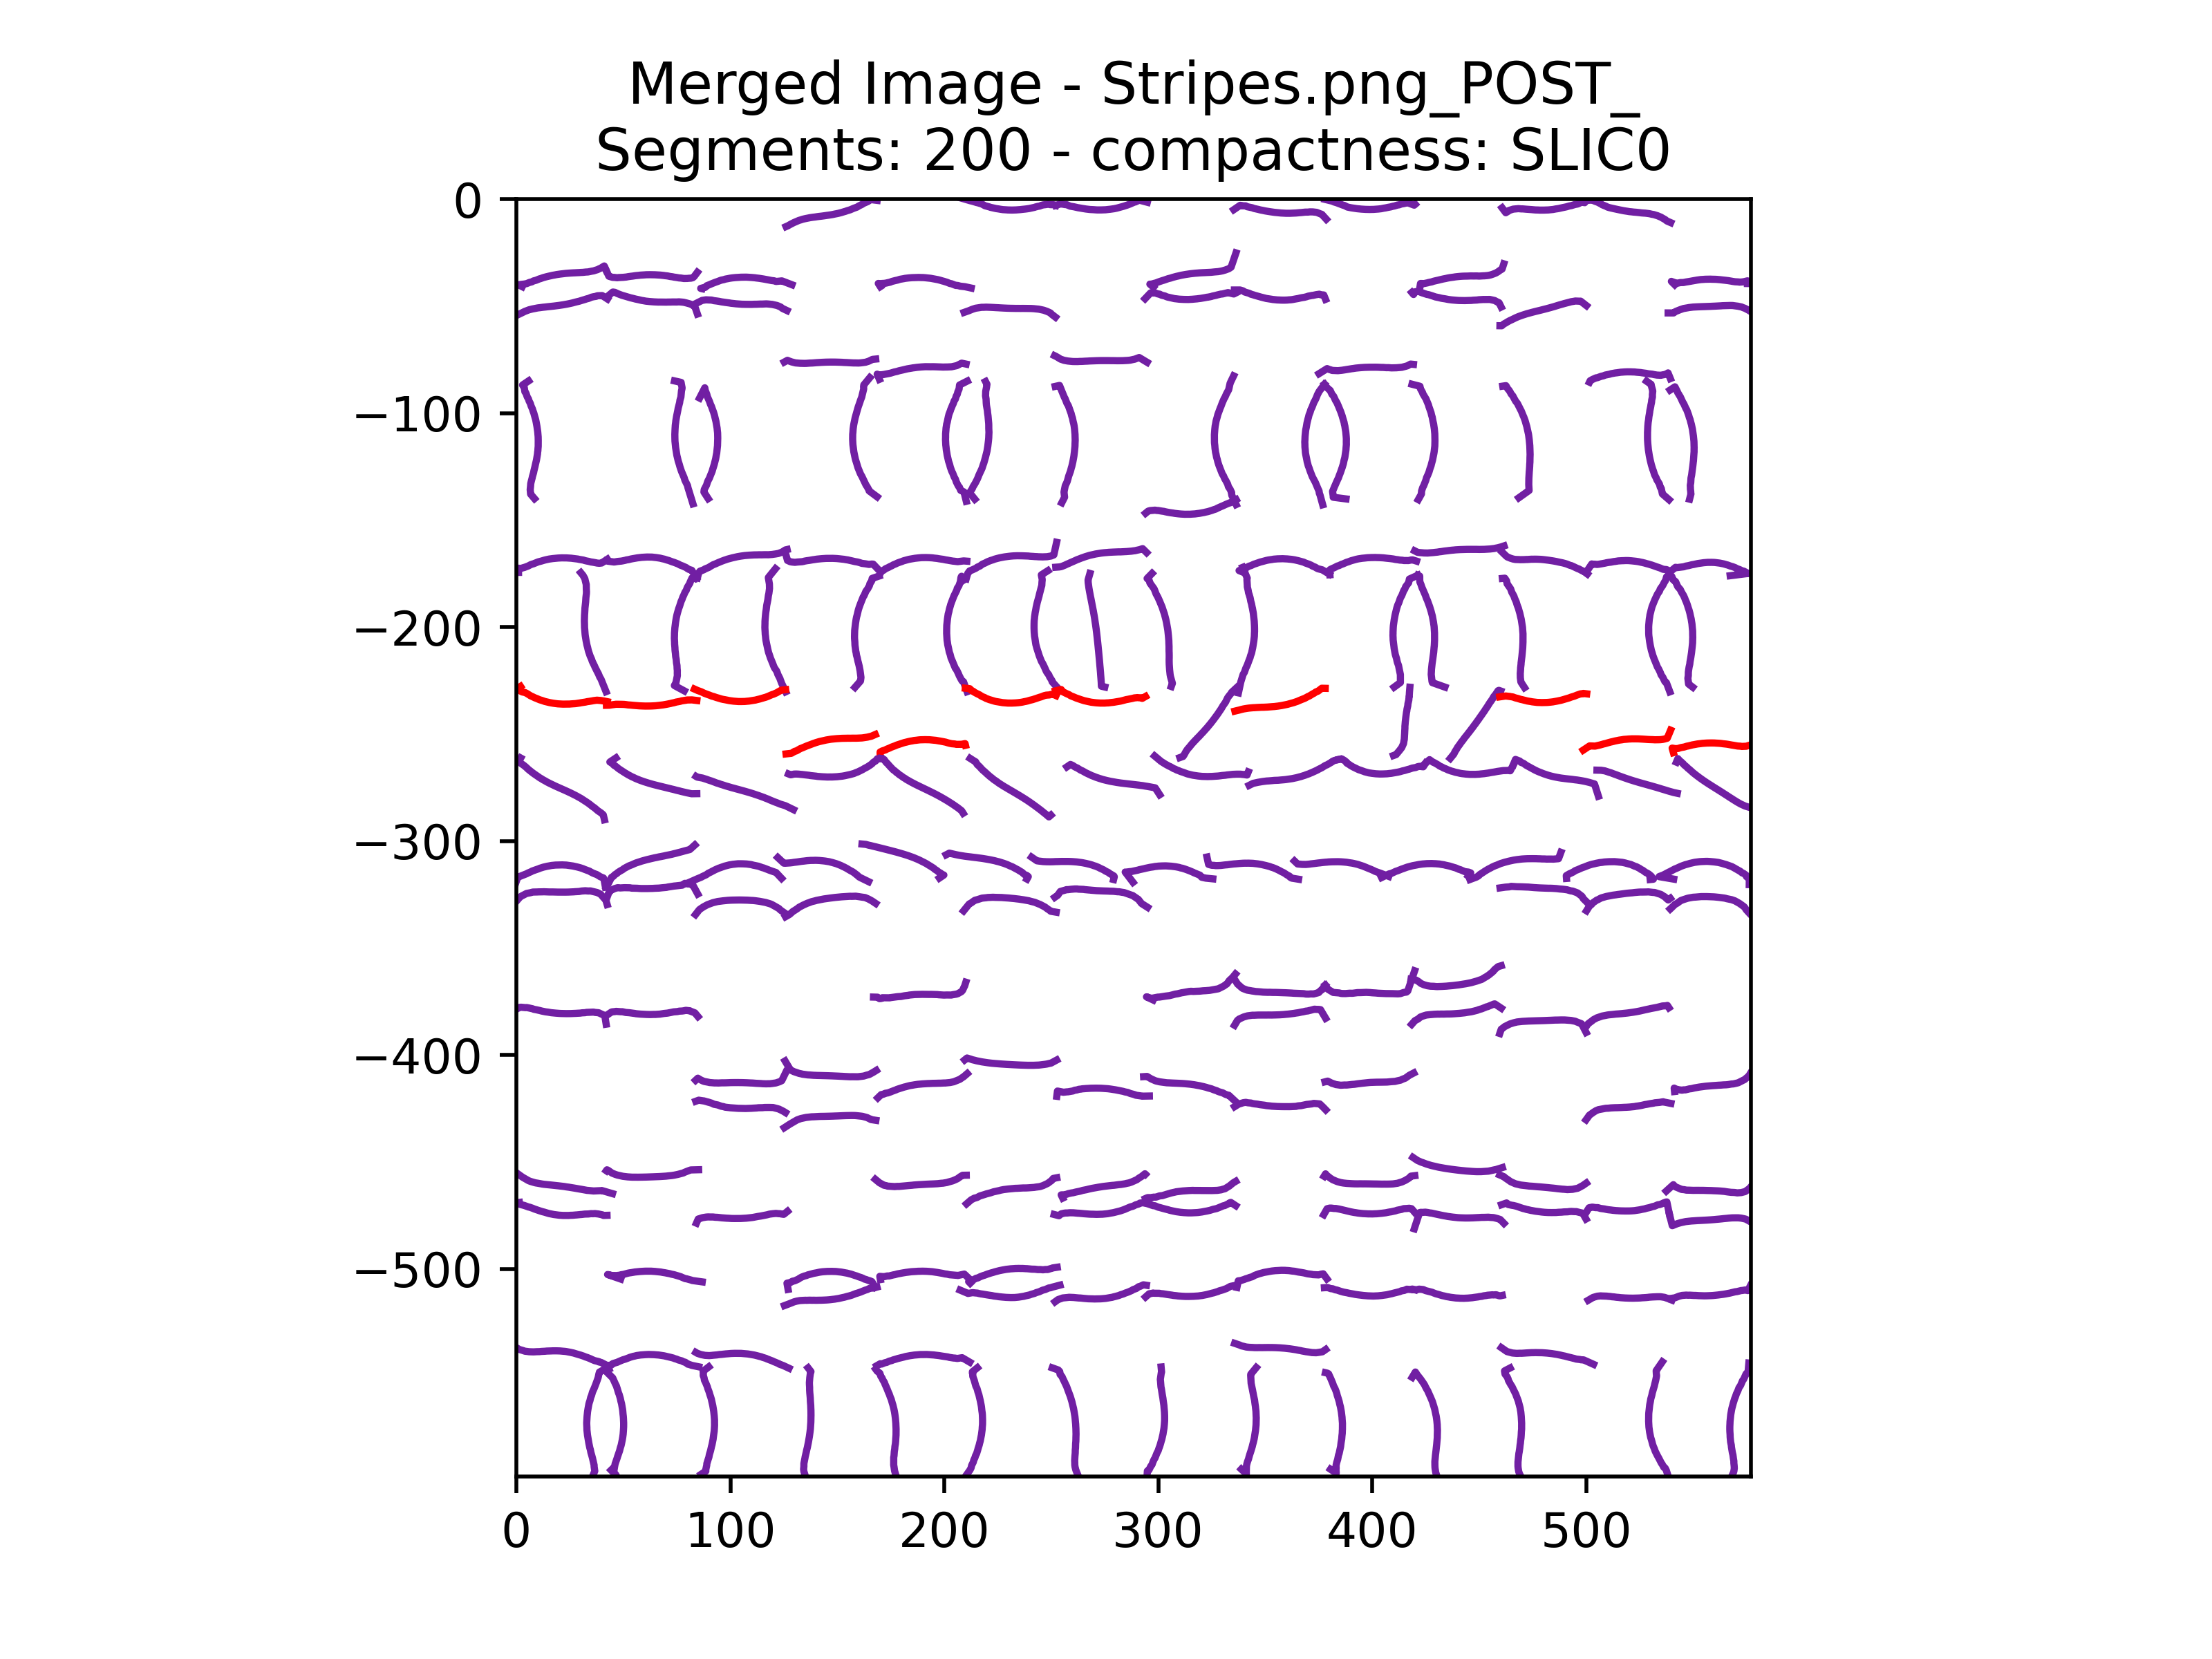 Merged Image - Stripes.png_POST_
Segments: 200 - compactness: SLIC0
0
−100
−200
−300
−400
−500
0 100 200 300 400 500